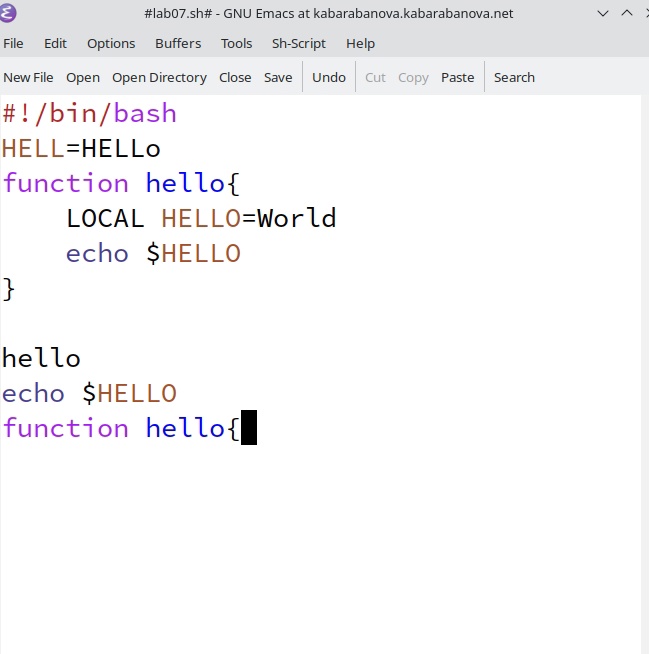 #lab07.sh# - GNU Emacs at kabarabanova.kabarabanova.net
File Edit Options Buffers Tools Sh-Script Help
New File Open Open Directory Close Save Undo Cut Copy Paste Search
#!/bin/bash
HELL=HELLo
function hello{
    LOCAL HELLO=World
    echo $HELLO
}
hello
echo $HELLO
function hello{